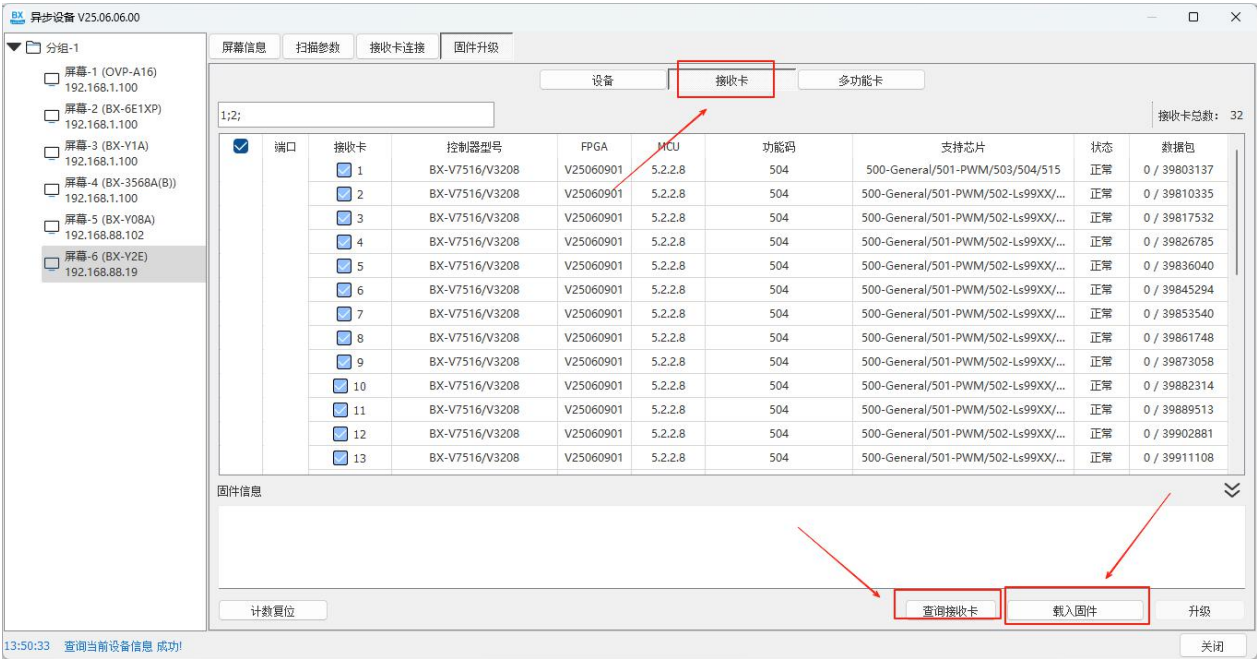 BX 异步设备 V25.06.06.00
分组-1
屏幕-1 (OVP-A16)
192.168.1.100
屏幕-2 (BX-6E1XP)
192.168.1.100
屏幕-3 (BX-Y1A)
192.168.1.100
屏幕-4 (BX-3568A(B))
192.168.1.100
屏幕-5 (BX-Y08A)
192.168.88.102
屏幕-6 (BX-Y2E)
192.168.88.19
屏幕信息 扫描参数 接收卡连接 固件升级
设备 接收卡 多功能卡
1;2; 接收卡总数: 32
端口 接收卡 控制器型号 FPGA MCU 功能码 支持芯片 状态 数据包
1 BX-V7516/V3208 V25060901 5.2.2.8 504 500-General/501-PWM/503/504/515 正常 0 / 39803137
2 BX-V7516/V3208 V25060901 5.2.2.8 504 500-General/501-PWM/502-Ls99XX/... 正常 0 / 39810335
3 BX-V7516/V3208 V25060901 5.2.2.8 504 500-General/501-PWM/502-Ls99XX/... 正常 0 / 39817532
4 BX-V7516/V3208 V25060901 5.2.2.8 504 500-General/501-PWM/502-Ls99XX/... 正常 0 / 39826785
5 BX-V7516/V3208 V25060901 5.2.2.8 504 500-General/501-PWM/502-Ls99XX/... 正常 0 / 39836040
6 BX-V7516/V3208 V25060901 5.2.2.8 504 500-General/501-PWM/502-Ls99XX/... 正常 0 / 39845294
7 BX-V7516/V3208 V25060901 5.2.2.8 504 500-General/501-PWM/502-Ls99XX/... 正常 0 / 39853540
8 BX-V7516/V3208 V25060901 5.2.2.8 504 500-General/501-PWM/502-Ls99XX/... 正常 0 / 39861748
9 BX-V7516/V3208 V25060901 5.2.2.8 504 500-General/501-PWM/502-Ls99XX/... 正常 0 / 39873058
10 BX-V7516/V3208 V25060901 5.2.2.8 504 500-General/501-PWM/502-Ls99XX/... 正常 0 / 39882314
11 BX-V7516/V3208 V25060901 5.2.2.8 504 500-General/501-PWM/502-Ls99XX/... 正常 0 / 39889513
12 BX-V7516/V3208 V25060901 5.2.2.8 504 500-General/501-PWM/502-Ls99XX/... 正常 0 / 39902881
13 BX-V7516/V3208 V25060901 5.2.2.8 504 500-General/501-PWM/502-Ls99XX/... 正常 0 / 39911108
固件信息
计数复位 查询接收卡 载入固件 升级
13:50:33 查询当前设备信息 成功! 关闭